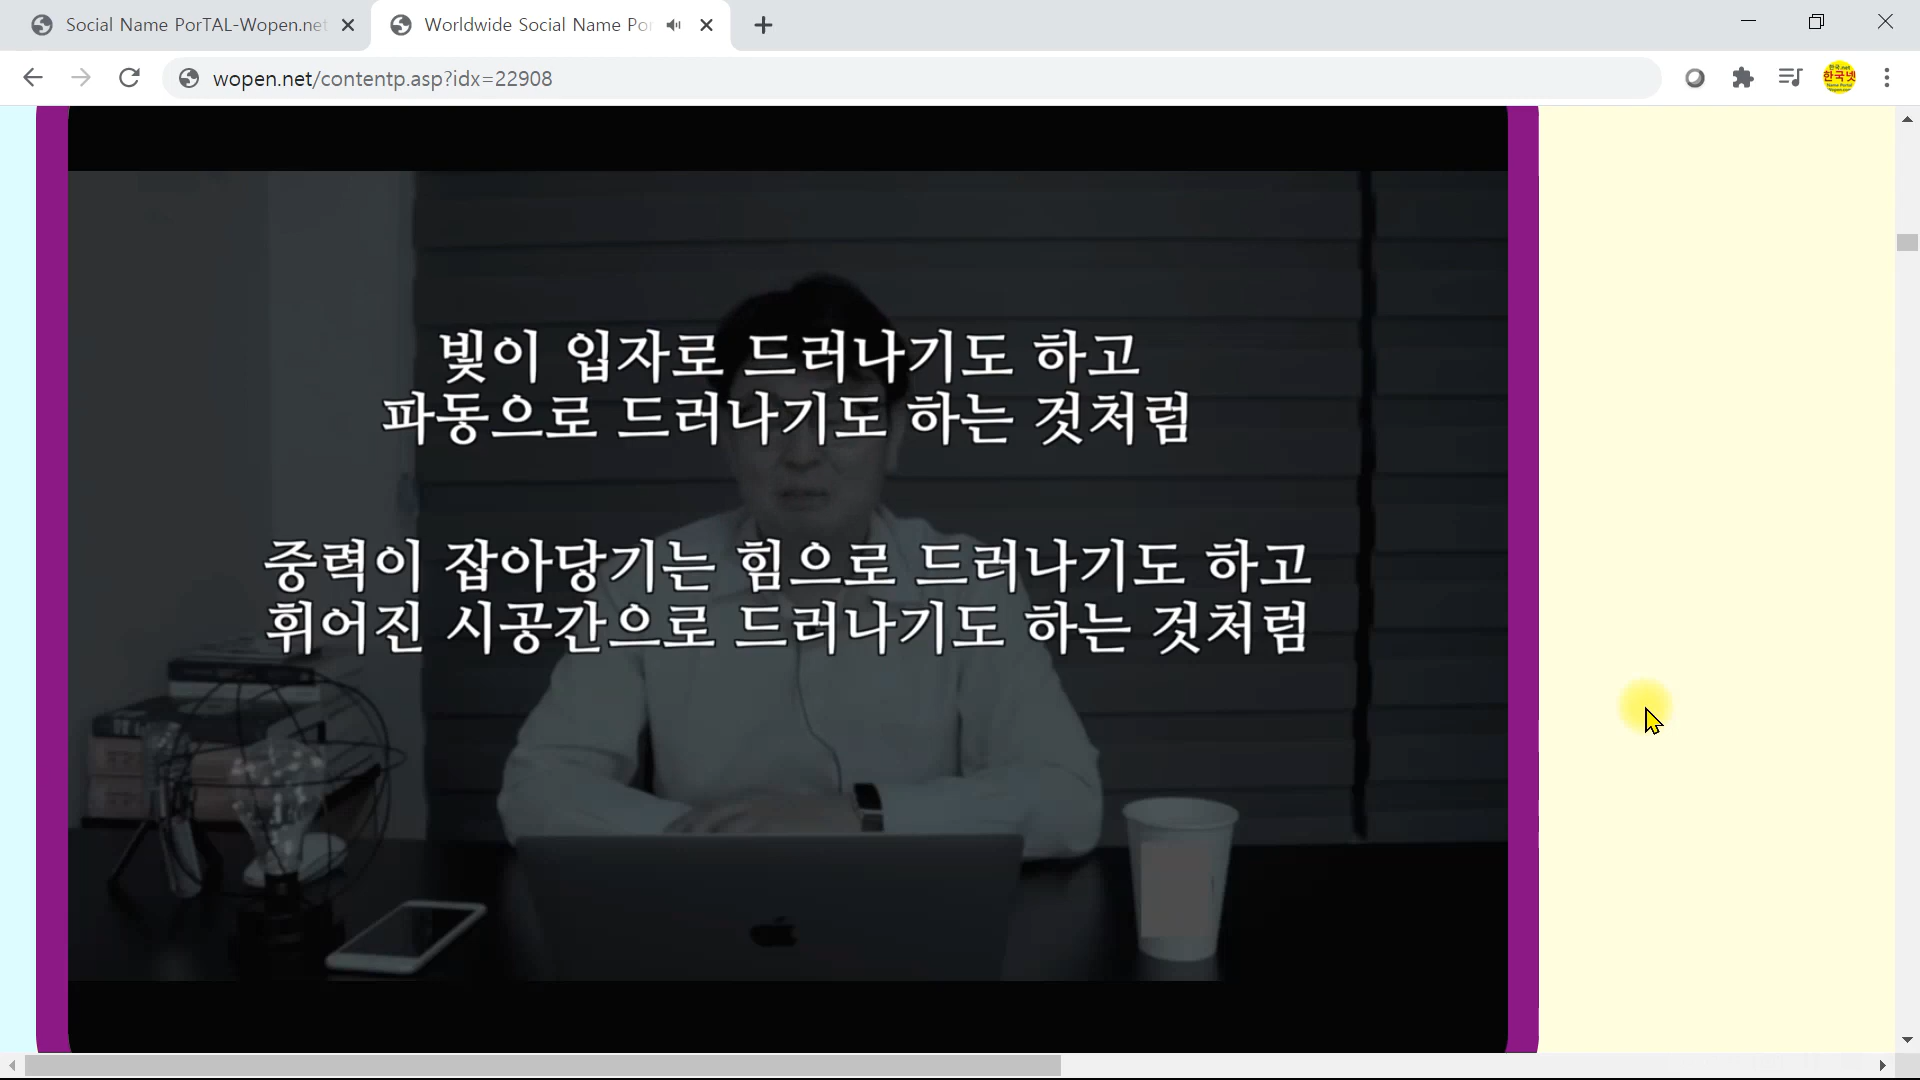 Social Name PorTAL-Wopen.net
Worldwide Social Name Po
wopen.net/contentp.asp?idx=22908
한국넷
빛이 입자로 드러나기도 하고
파동으로 드러나기도 하는 것처럼
중력이 잡아당기는 힘으로 드러나기도 하고
휘어진 시공간으로 드러나기도 하는 것처럼